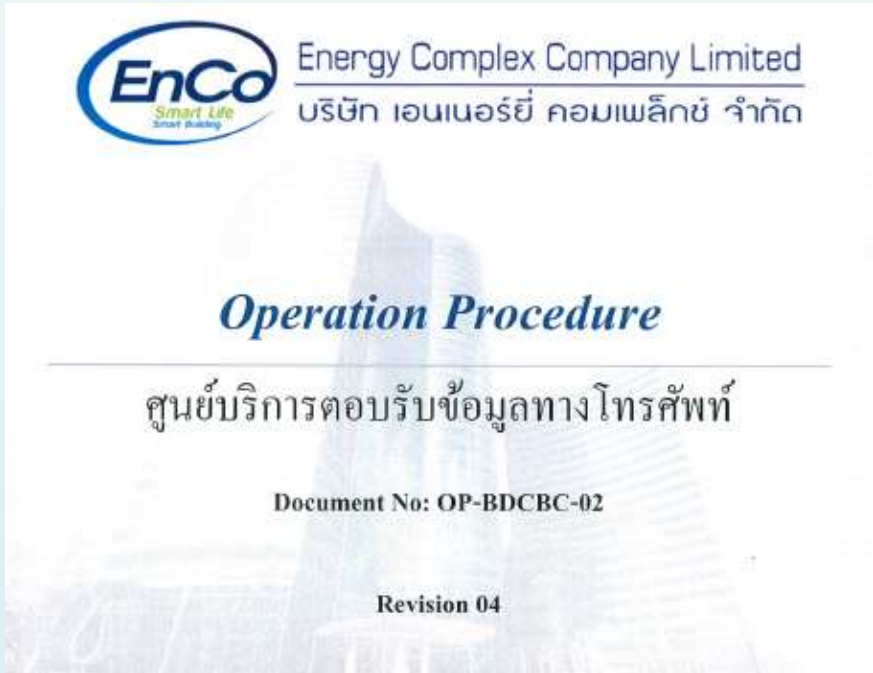 EnCo
Smart Life
Smart Building
Energy Complex Company Limited
บริษัท เอนเนอร์ยี่ คอมเพล็กซ์ จำกัด
Operation Procedure
ศูนย์บริการตอบรับข้อมูลทางโทรศัพท์
Document No: OP-BDCBC-02
Revision 04